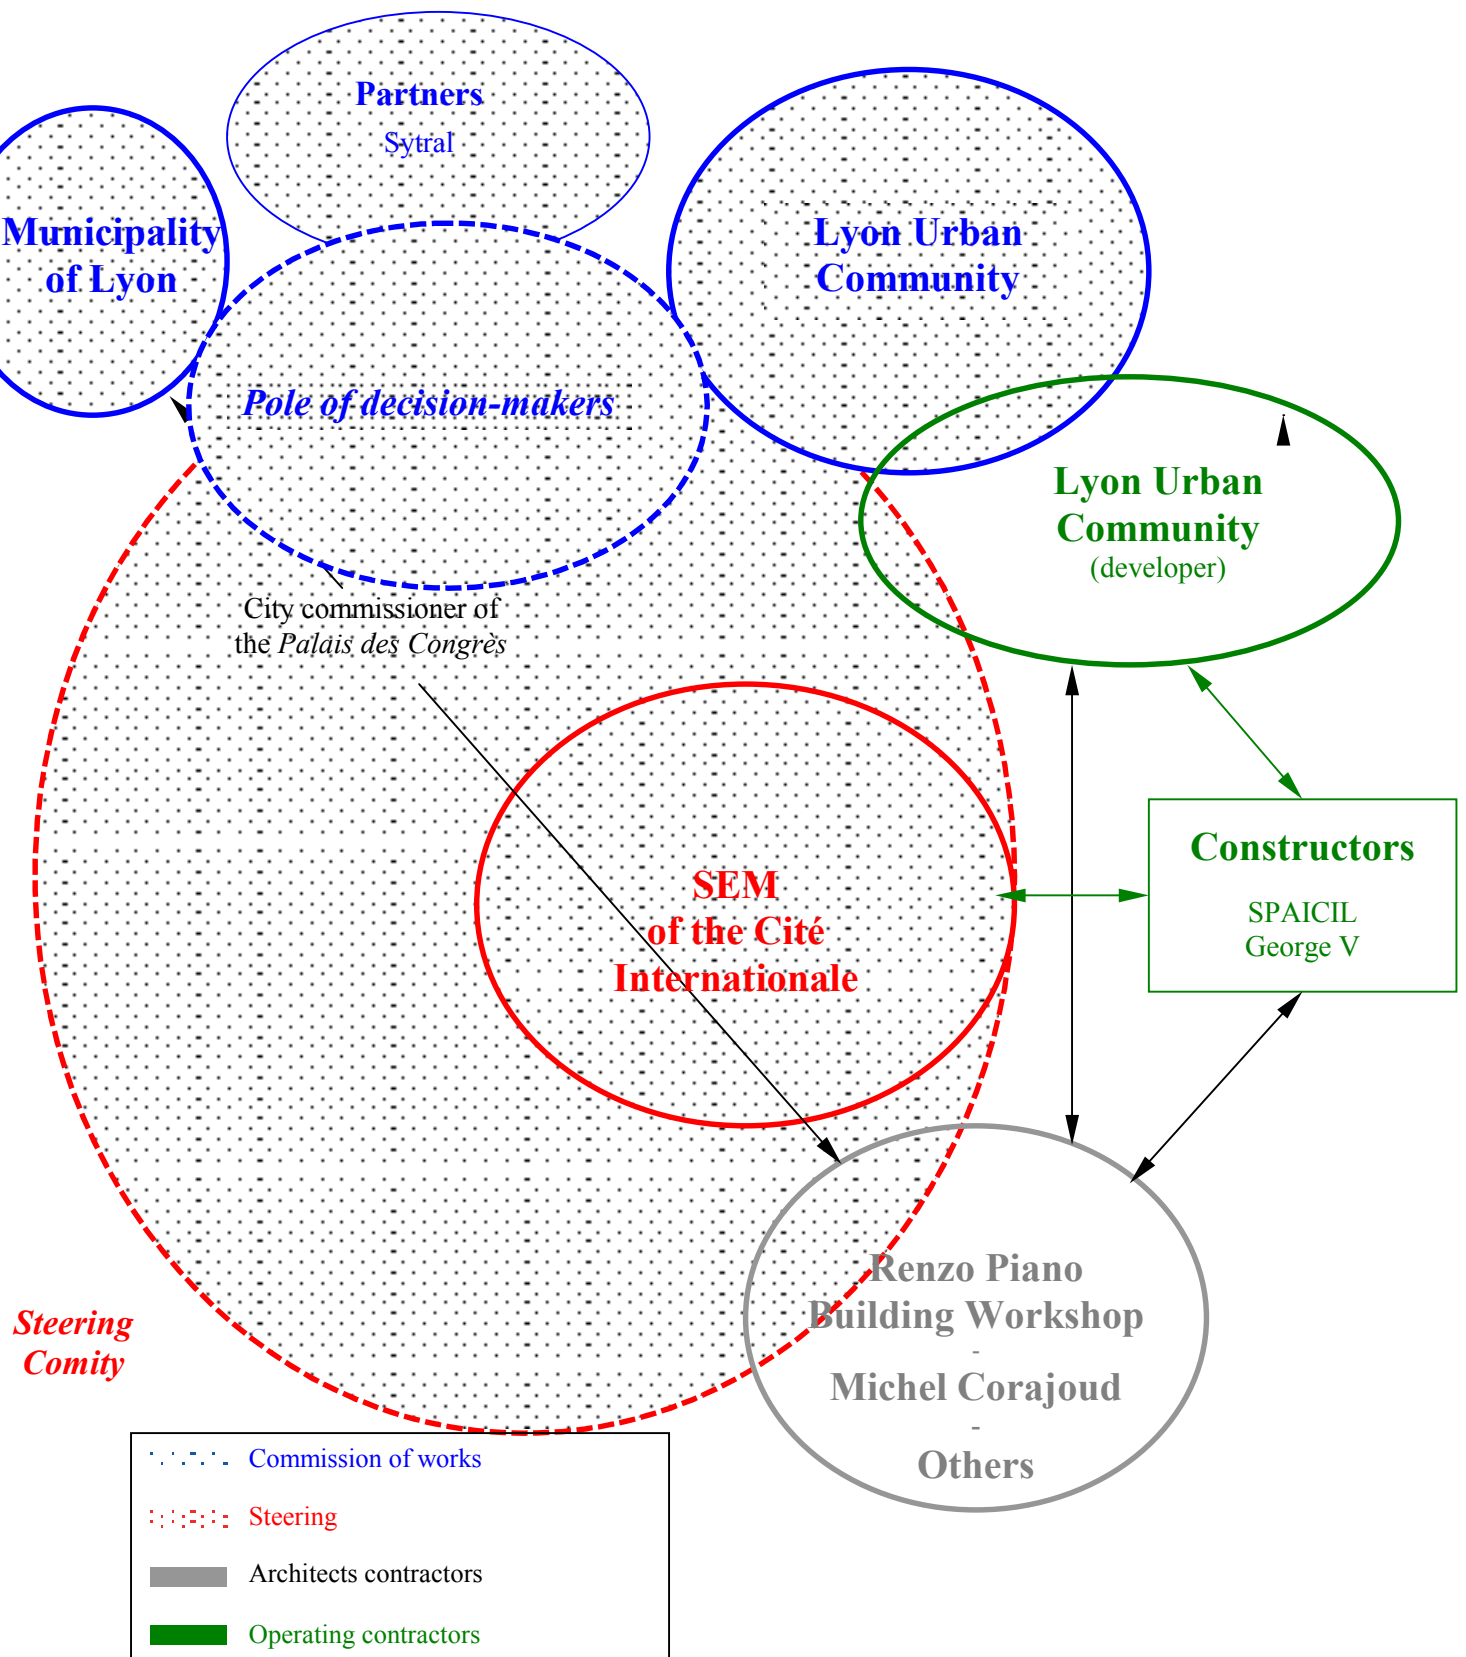 Partners
Sytral
Municipality
of Lyon
Lyon Urban
Community
Pole of decision-makers
Lyon Urban
Community
(developer)
City commissioner of
the Palais des Congrès
Constructors
SPAICIL
George V
SEM
of the Cité
Internationale
Renzo Piano
Building Workshop
-
Michel Corajoud
-
Others
Steering
Comity
Commission of works
Steering
Architects contractors
Operating contractors